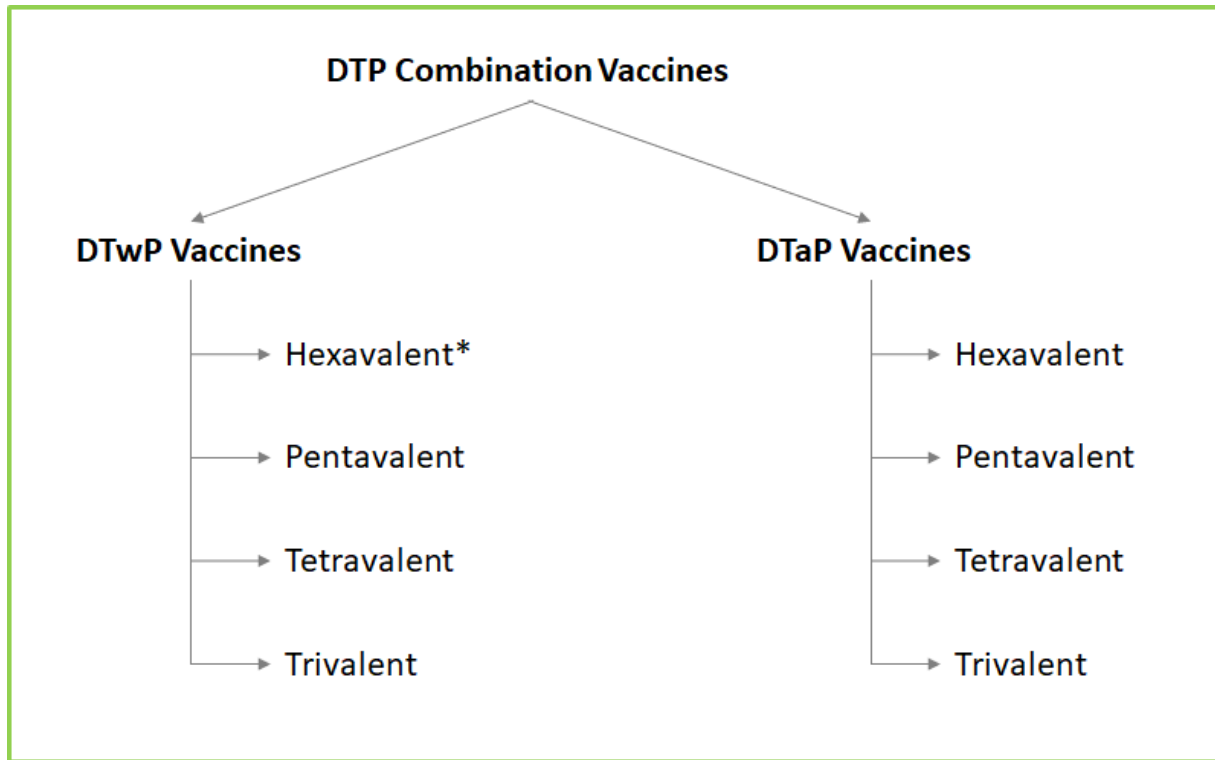 DTP Combination Vaccines
DTwP Vaccines
DTaP Vaccines
Hexavalent*
Hexavalent
Pentavalent
Pentavalent
Tetravalent
Tetravalent
Trivalent
Trivalent